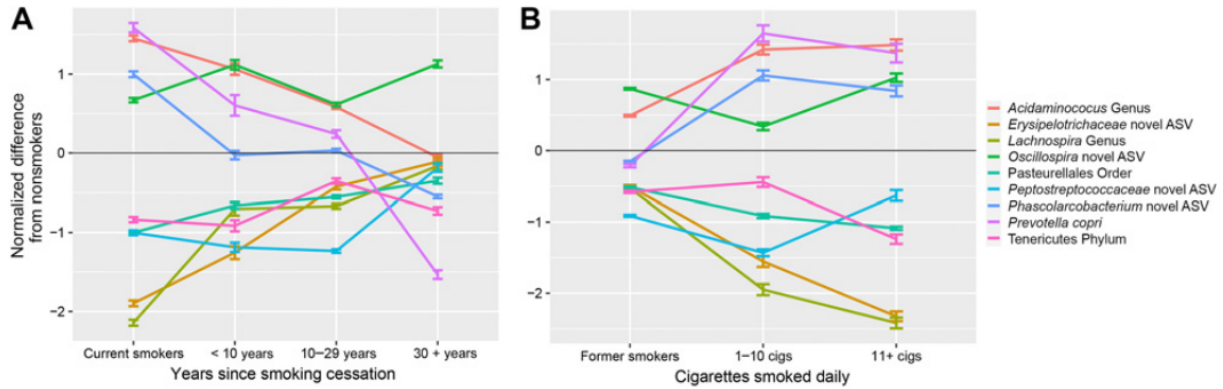 A
Normalized difference
from nonsmokers
1
0
−1
−2
Current smokers
< 10 years
10−29 years
30 + years
Years since smoking cessation
B
1
0
−1
−2
Former smokers
1−10 cigs
11+ cigs
Cigarettes smoked daily
Acidaminococus Genus
Erysipelotrichaceae novel ASV
Lachnospira Genus
Oscillospira novel ASV
Pasteurellales Order
Peptostreptococcaceae novel ASV
Phascolarcobacterium novel ASV
Prevotella copri
Tenericutes Phylum